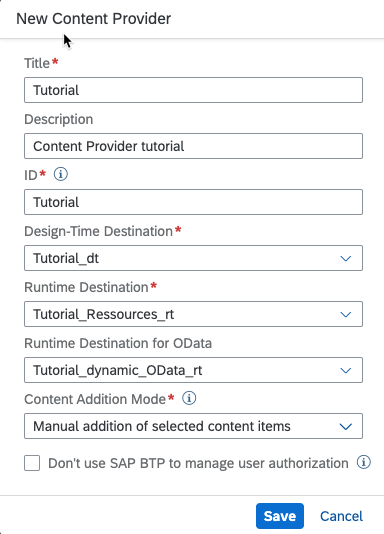 New Content Provider
Title*
Tutorial
Description
Content Provider tutorial
ID*
Tutorial
Design-Time Destination*
Tutorial_dt
Runtime Destination*
Tutorial_Ressources_rt
Runtime Destination for OData
Tutorial_dynamic_OData_rt
Content Addition Mode*
Manual addition of selected content items
Don't use SAP BTP to manage user authorization
Save Cancel